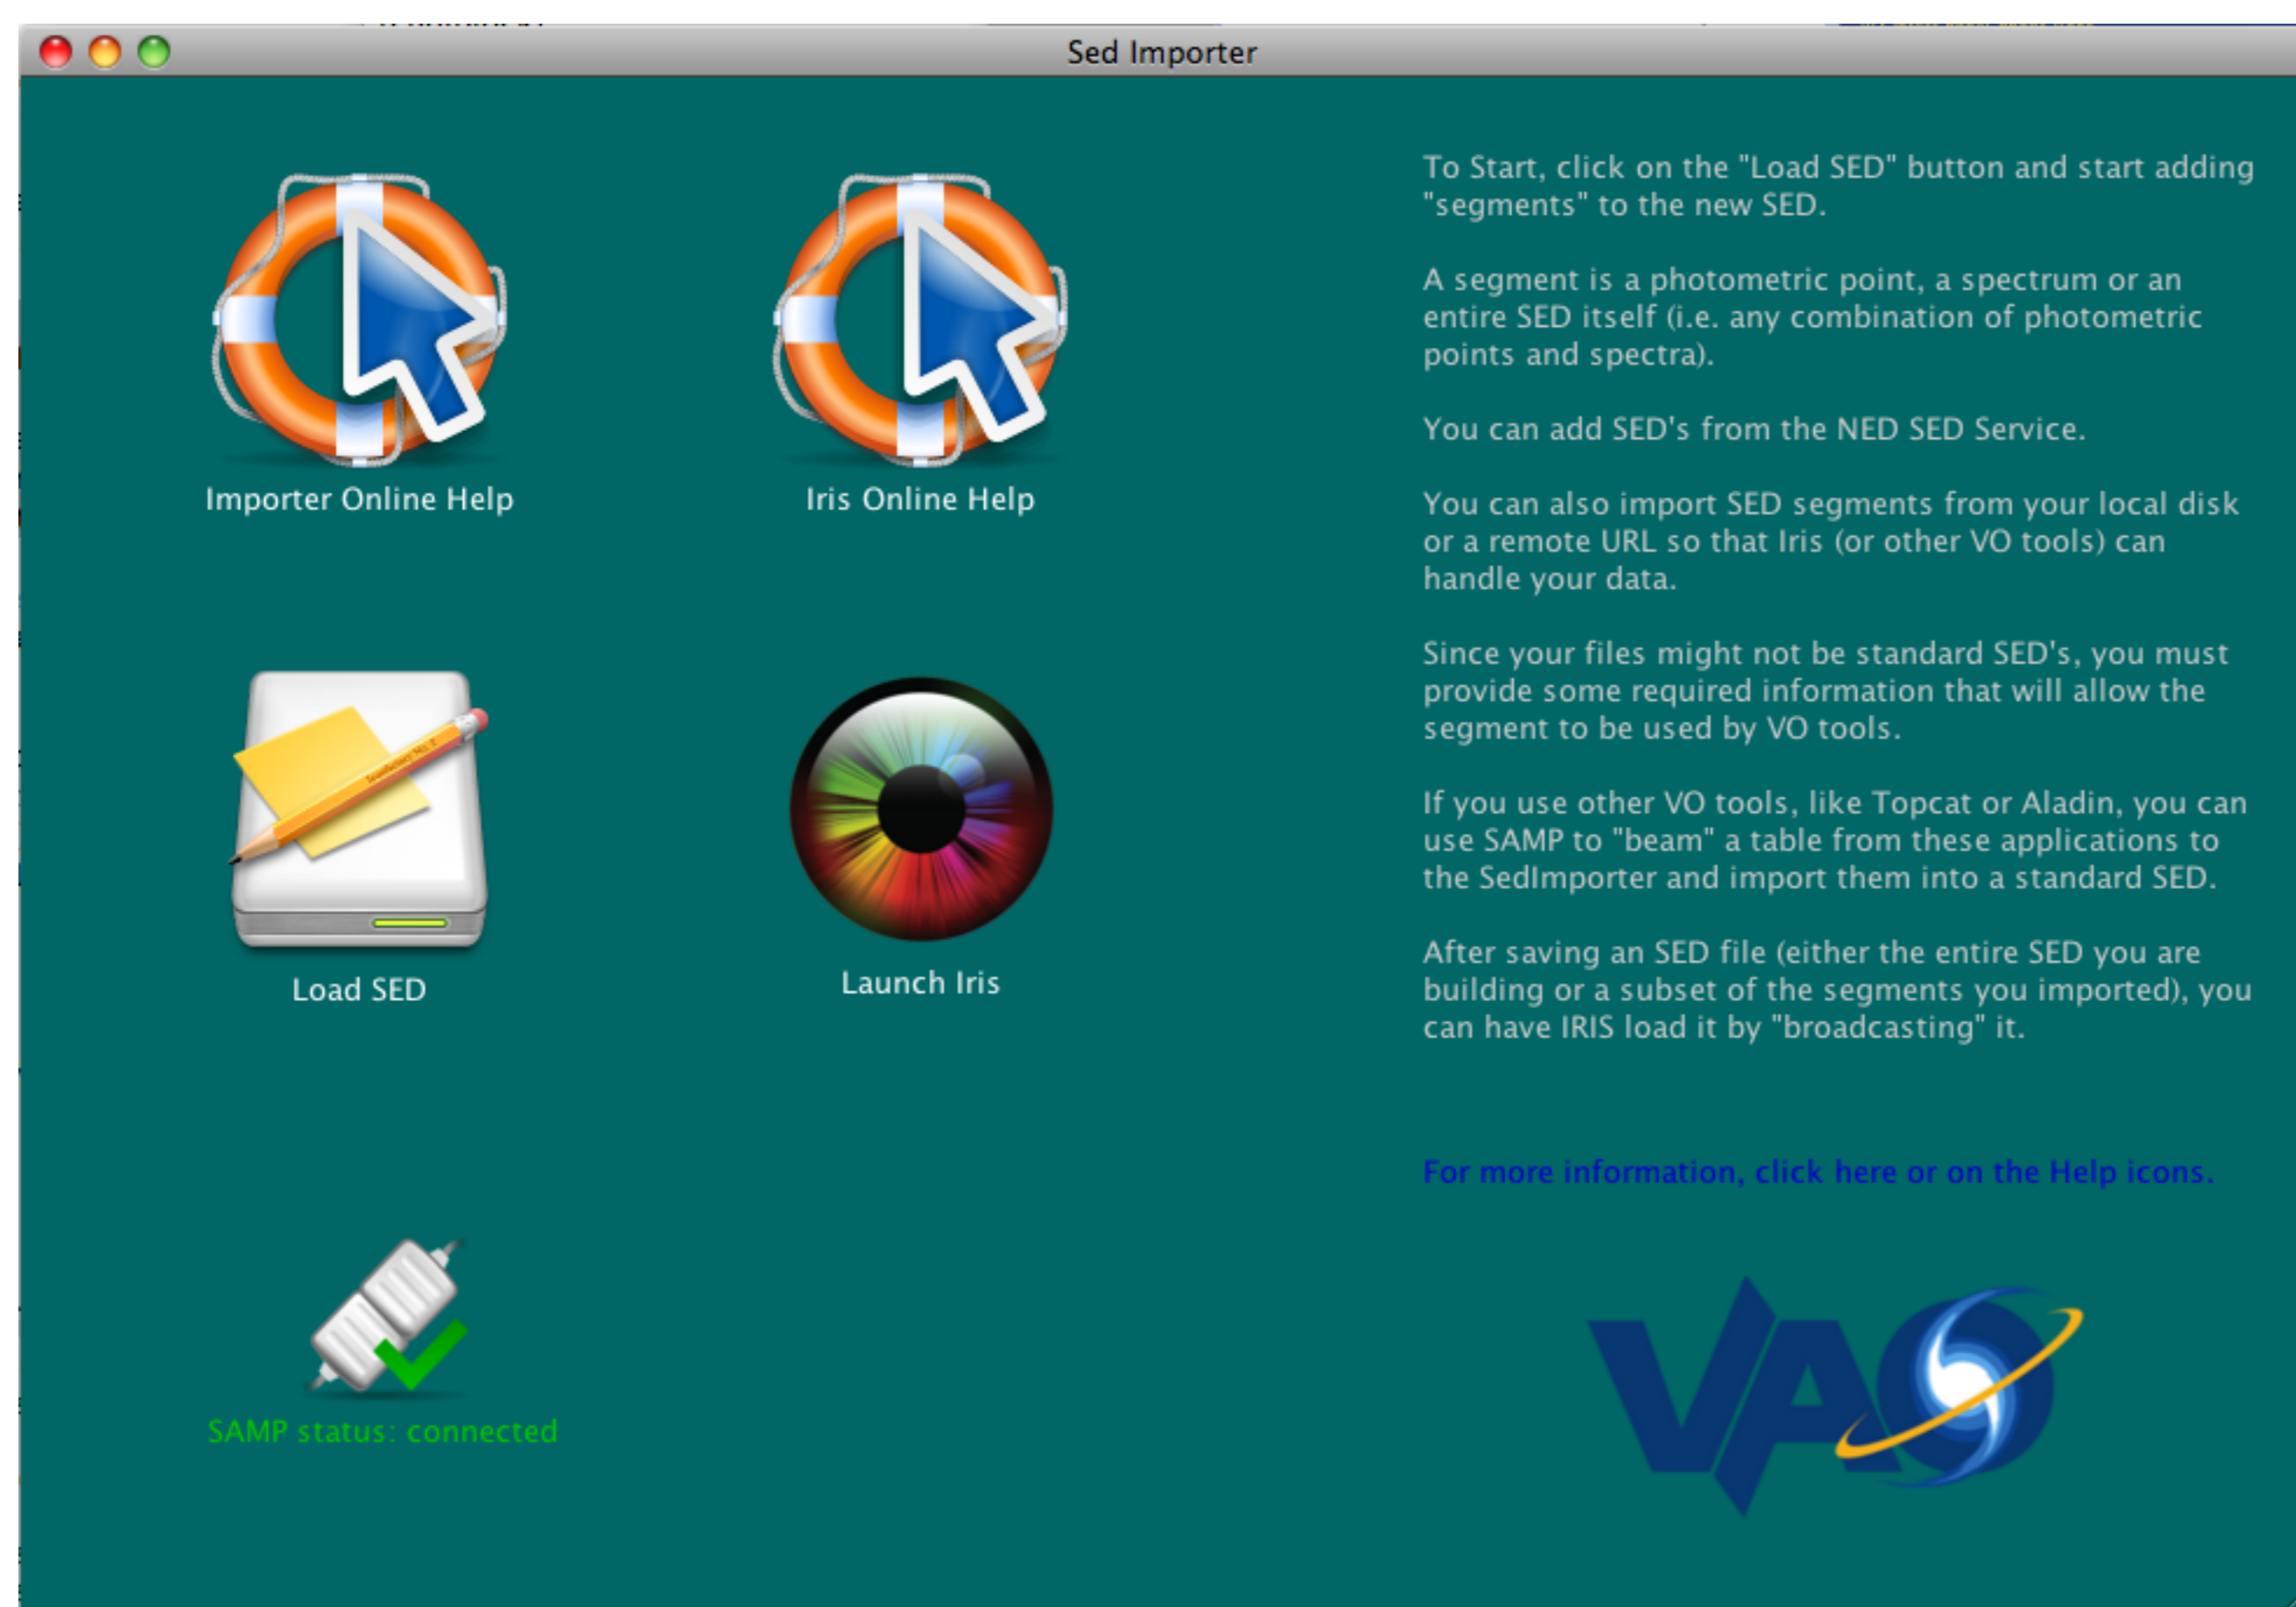 Sed Importer
Importer Online Help
Iris Online Help
Load SED
Launch Iris
SAMP status: connected
To Start, click on the "Load SED" button and start adding
"segments" to the new SED.
A segment is a photometric point, a spectrum or an
entire SED itself (i.e. any combination of photometric
points and spectra).
You can add SED's from the NED SED Service.
You can also import SED segments from your local disk
or a remote URL so that Iris (or other VO tools) can
handle your data.
Since your files might not be standard SED's, you must
provide some required information that will allow the
segment to be used by VO tools.
If you use other VO tools, like Topcat or Aladin, you can
use SAMP to "beam" a table from these applications to
the SedImporter and import them into a standard SED.
After saving an SED file (either the entire SED you are
building or a subset of the segments you imported), you
can have IRIS load it by "broadcasting" it.
For more information, click here or on the Help icons.
VAO